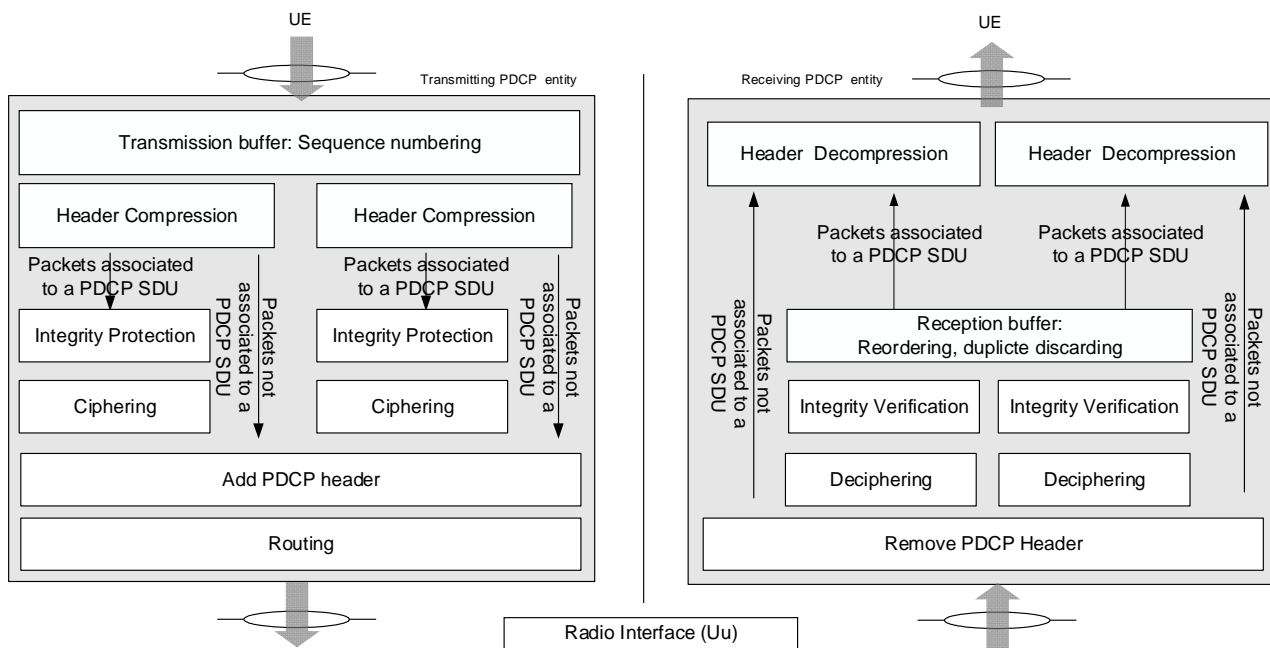 UE
Transmitting PDCP entity
Transmission buffer: Sequence numbering
Header Compression
Header Compression
Packets associated
to a PDCP SDU
Packets associated
to a PDCP SDU
Packets not
associated to a
PDCP SDU
Packets not
associated to a
PDCP SDU
Integrity Protection
Integrity Protection
Ciphering
Ciphering
Add PDCP header
Routing
UE
Receiving PDCP entity
Header Decompression
Header Decompression
Packets associated
to a PDCP SDU
Packets associated
to a PDCP SDU
Packets not
associated to a
PDCP SDU
Packets not
associated to a
PDCP SDU
Reception buffer:
Reordering, duplicte discarding
Integrity Verification
Integrity Verification
Deciphering
Deciphering
Remove PDCP Header
Radio Interface (Uu)